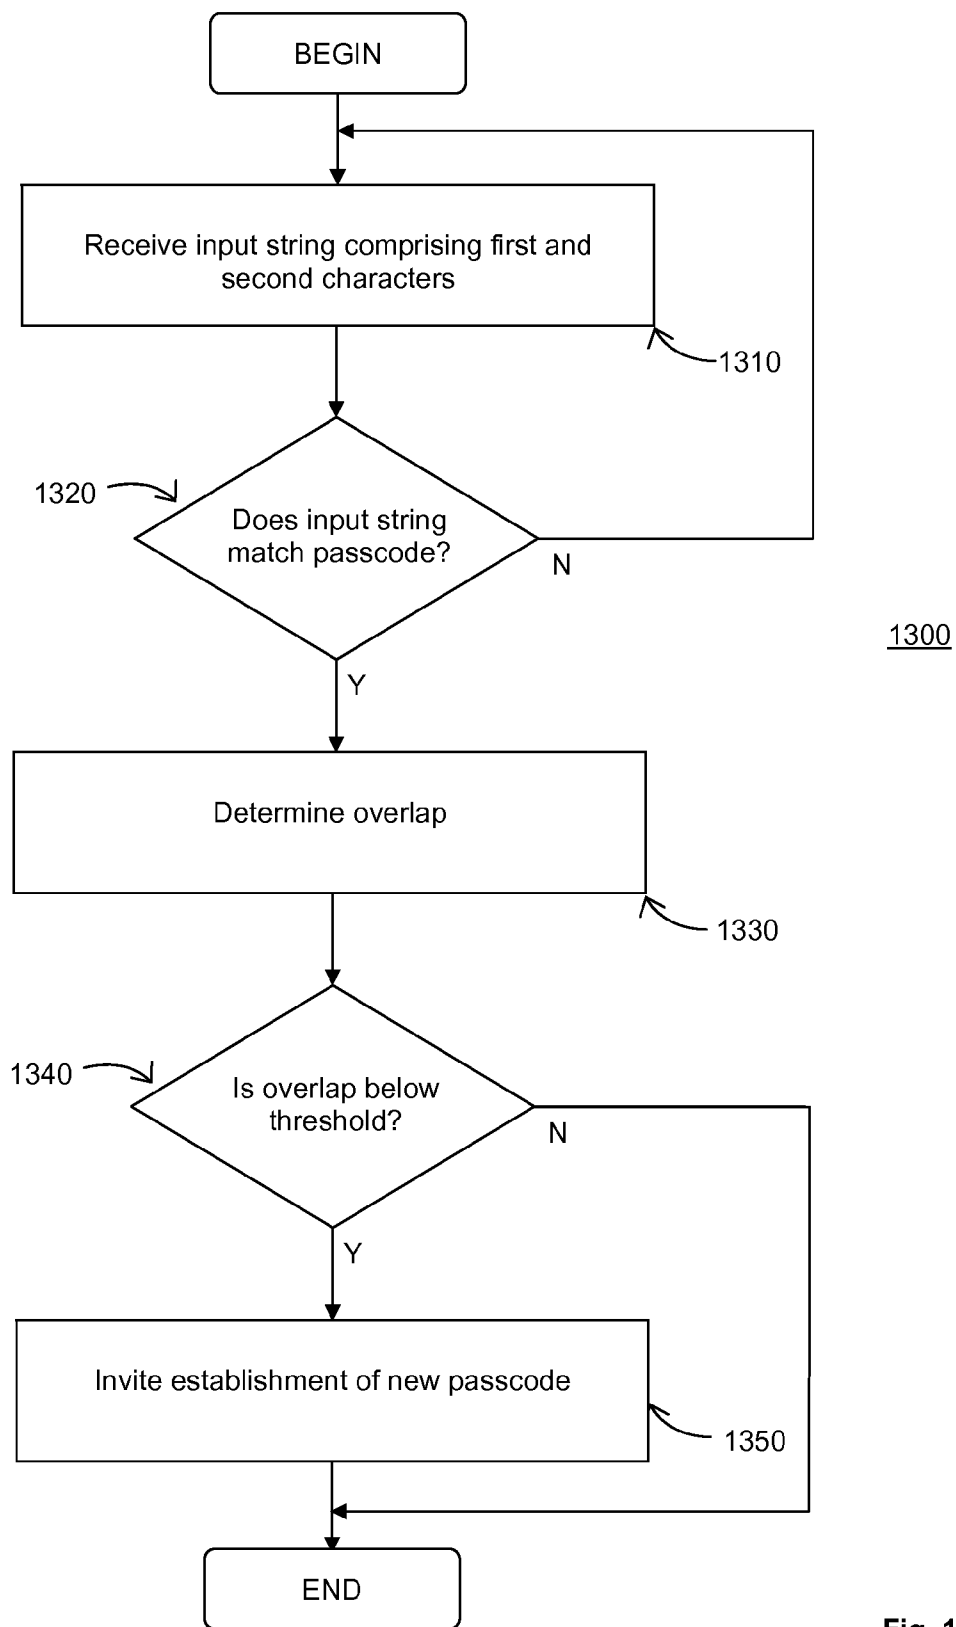 BEGIN
Receive input string comprising first and
second characters
1310
1320
Does input string
match passcode?
N
1300
Y
Determine overlap
1330
1340
Is overlap below
threshold?
N
Y
Invite establishment of new passcode
1350
END